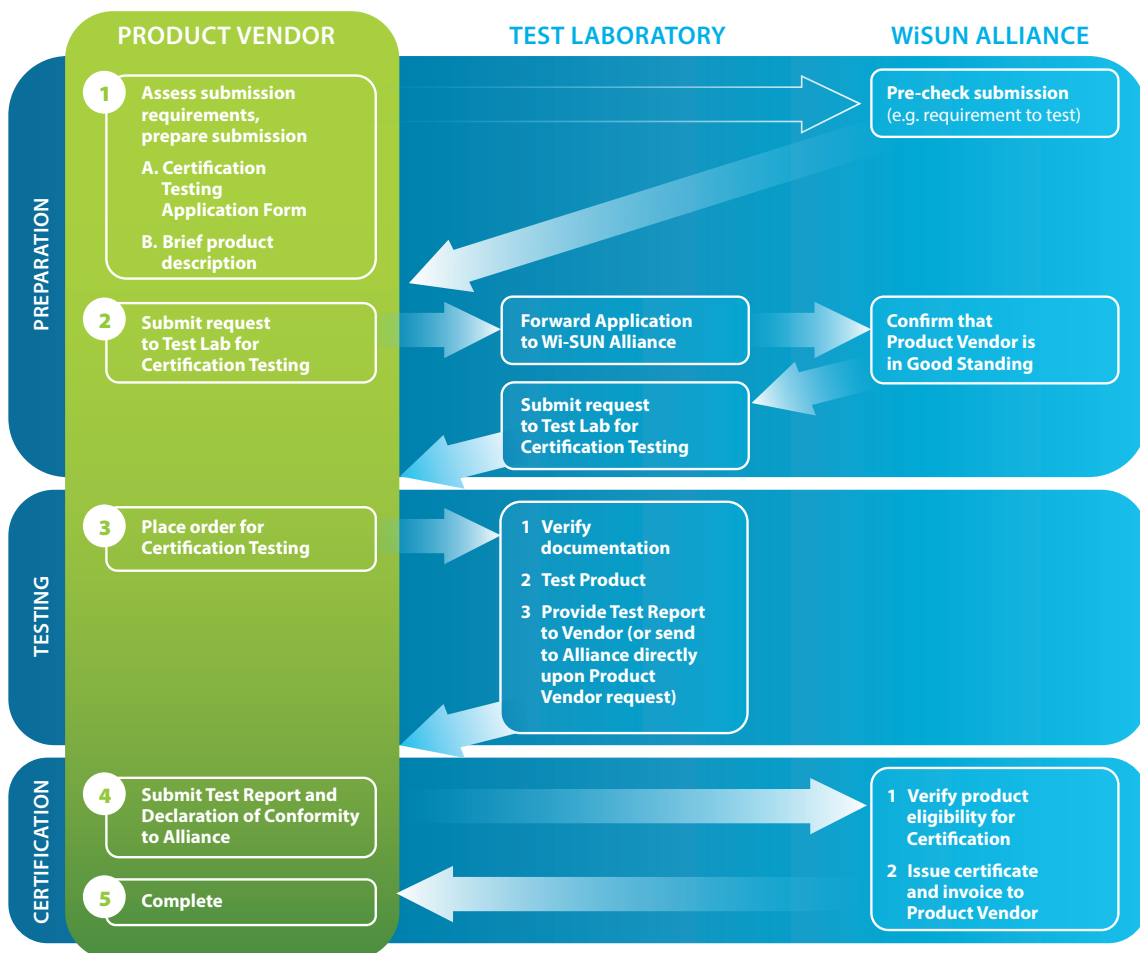 PRODUCT VENDOR
TEST LABORATORY
WiSUN ALLIANCE
PREPARATION
1
Assess submission
requirements,
prepare submission
A. Certification
Testing
Application Form
B. Brief product
description
Pre-check submission
(e.g. requirement to test)
2
Submit request
to Test Lab for
Certification Testing
Forward Application
to Wi-SUN Alliance
Confirm that
Product Vendor is
in Good Standing
Submit request
to Test Lab for
Certification Testing
TESTING
3
Place order for
Certification Testing
1 Verify
documentation
2 Test Product
3 Provide Test Report
to Vendor (or send
to Alliance directly
upon Product
Vendor request)
CERTIFICATION
4
Submit Test Report and
Declaration of Conformity
to Alliance
1 Verify product
eligibility for
Certification
2 Issue certificate
and invoice to
Product Vendor
5
Complete